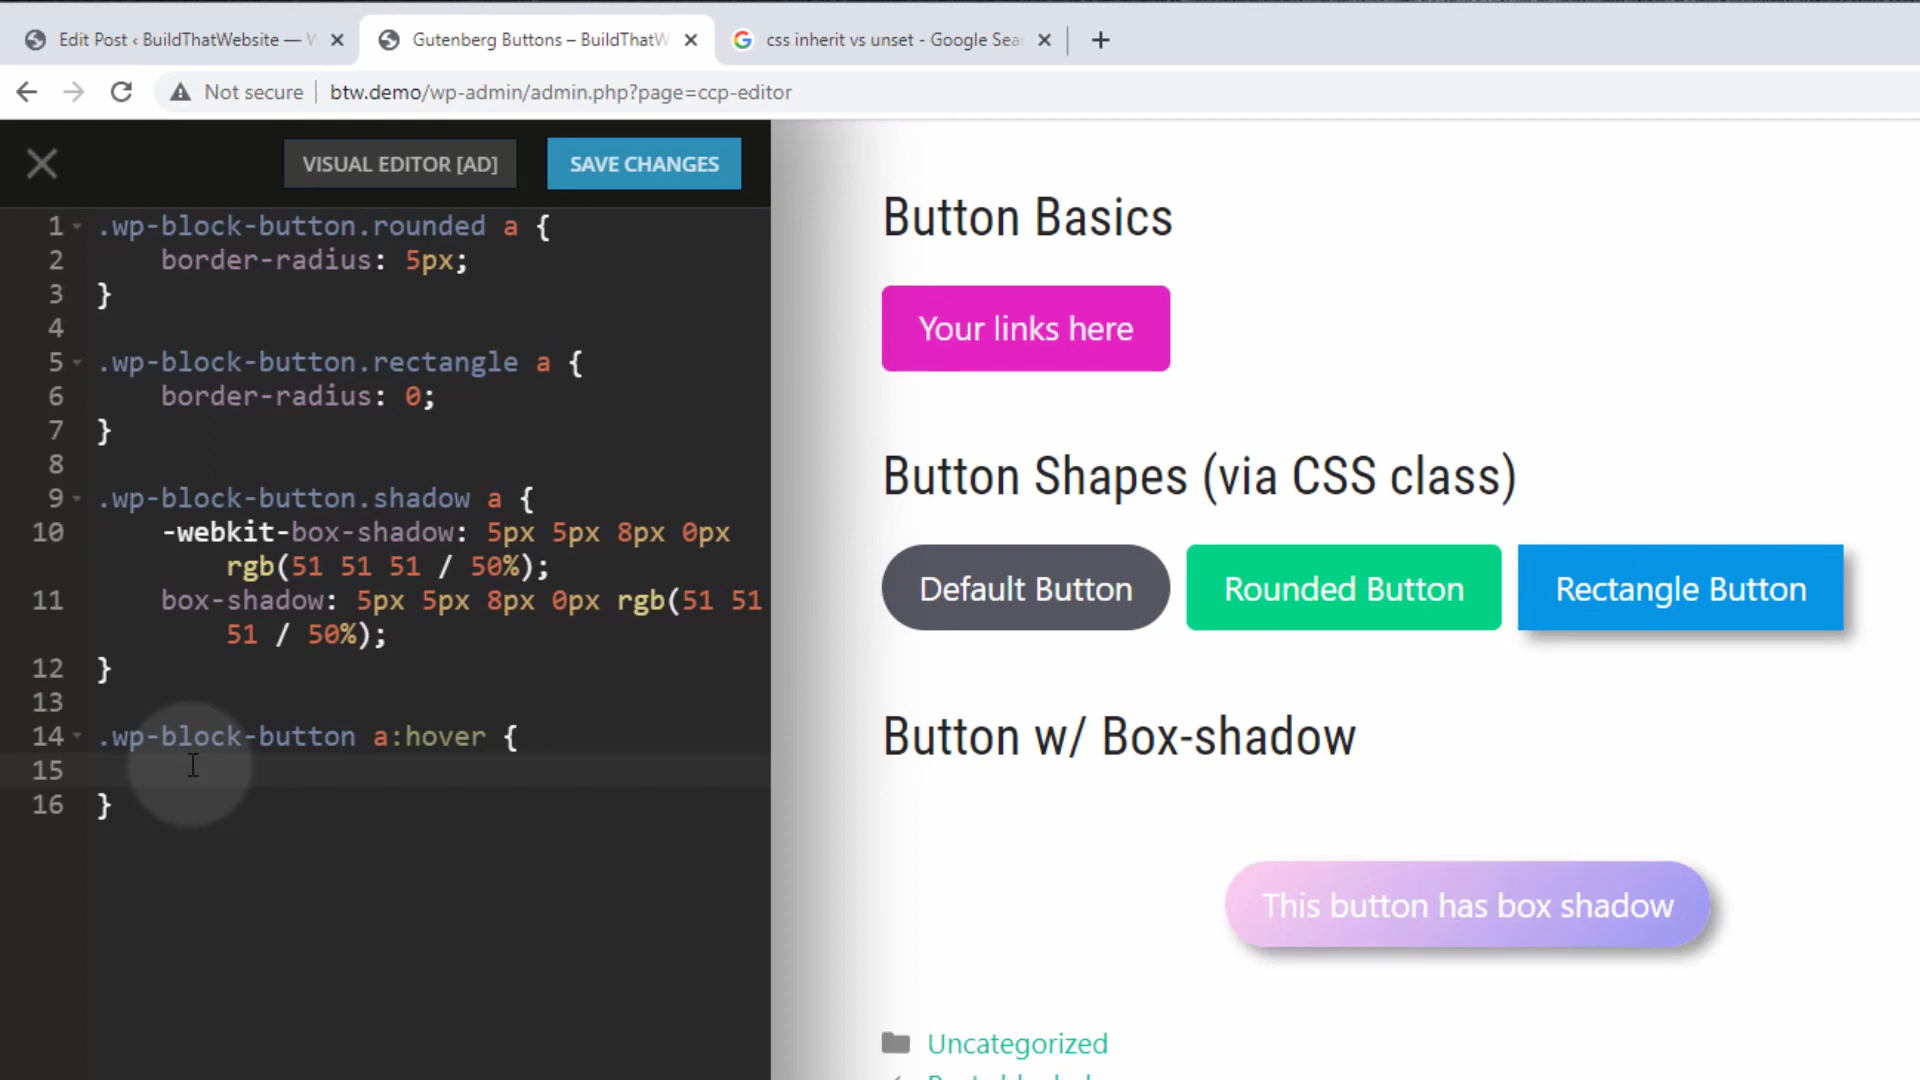 Edit Post ‹ BuildThatWebsite —
Gutenberg Buttons – BuildThatW
css inherit vs unset - Google Sea
Not secure
btw.demo/wp-admin/admin.php?page=ccp-editor
VISUAL EDITOR [AD]
SAVE CHANGES
1 .wp-block-button.rounded a {
2 border-radius: 5px;
3 }
4
5 .wp-block-button.rectangle a {
6 border-radius: 0;
7 }
8
9 .wp-block-button.shadow a {
10 -webkit-box-shadow: 5px 5px 8px 0px
rgb(51 51 51 / 50%);
11 box-shadow: 5px 5px 8px 0px rgb(51 51
51 / 50%);
12 }
13
14 .wp-block-button a:hover {
15
16 }
Button Basics
Your links here
Button Shapes (via CSS class)
Default Button
Rounded Button
Rectangle Button
Button w/ Box-shadow
This button has box shadow
Uncategorized